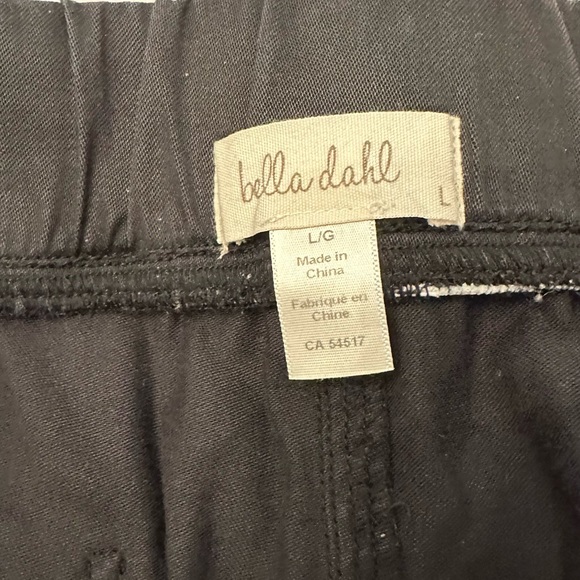 bella dahl
L
L/G
Made in
China
Fabriqué en
Chine
CA 54517